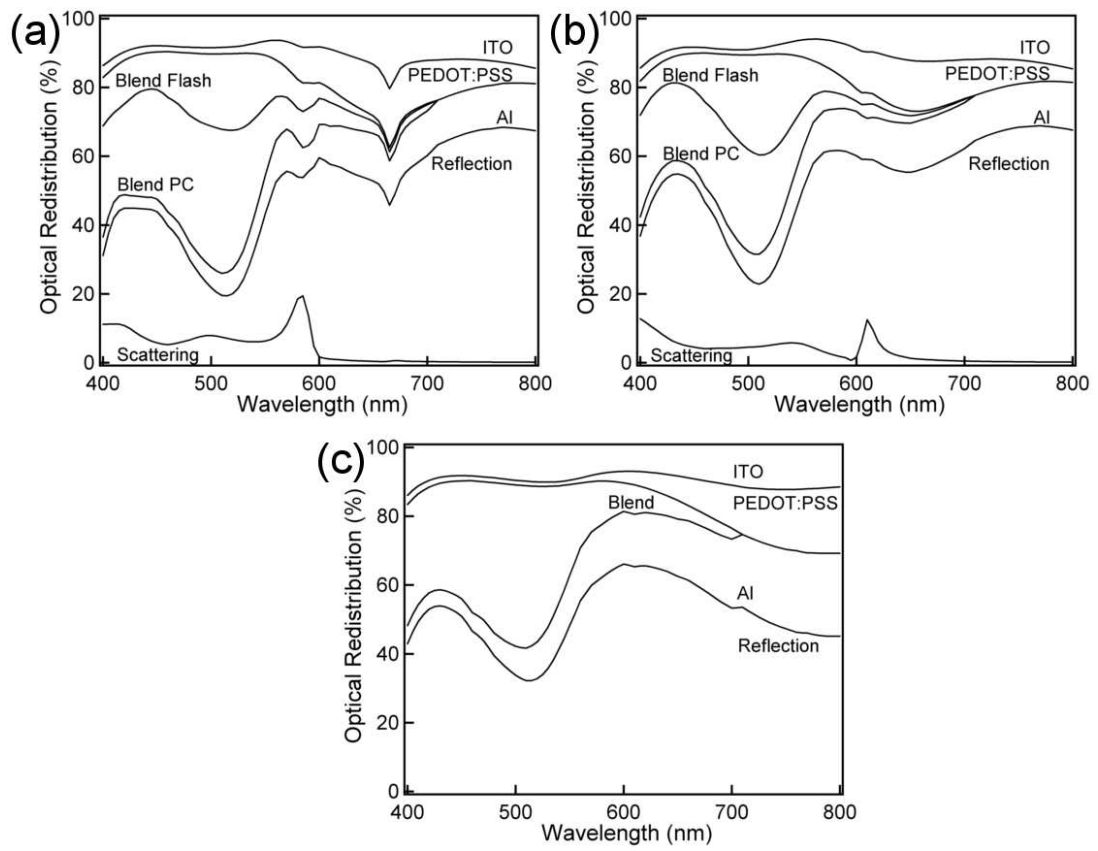 (a)
Optical Redistribution (%)
100
80
60
40
20
0
ITO
PEDOT:PSS
Blend Flash
Al
Reflection
Blend PC
Scattering
400
500
600
700
800
Wavelength (nm)
(b)
Optical Redistribution (%)
100
80
60
40
20
0
ITO
PEDOT:PSS
Blend Flash
Al
Reflection
Blend PC
Scattering
400
500
600
700
800
Wavelength (nm)
(c)
Optical Redistribution (%)
100
80
60
40
20
0
ITO
PEDOT:PSS
Blend
Al
Reflection
400
500
600
700
800
Wavelength (nm)